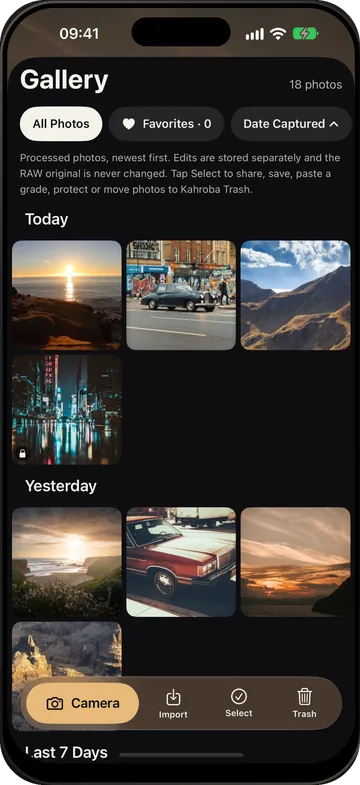 09:41
Gallery
18 photos
All Photos
Favorites · 0
Date Captured
Processed photos, newest first. Edits are stored separately and the
RAW original is never changed. Tap Select to share, save, paste a
grade, protect or move photos to Kahroba Trash.
Today
Yesterday
Camera
Import
Select
Trash
Last 7 Days